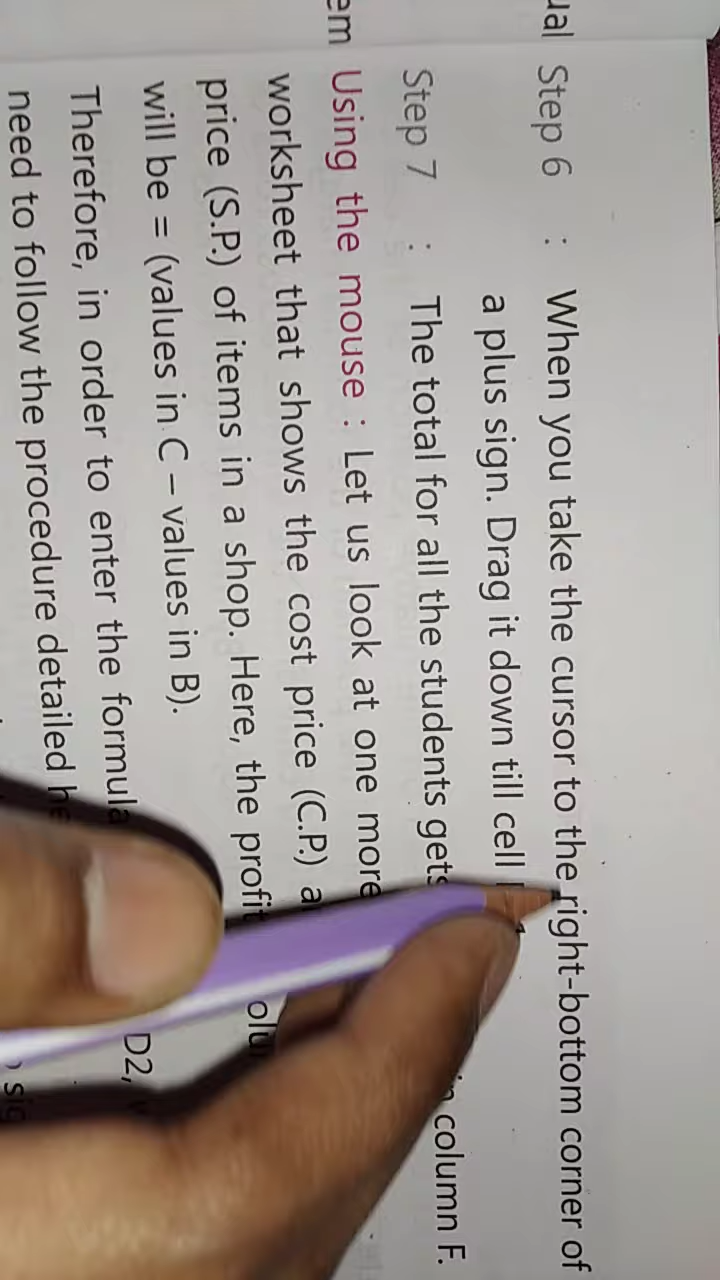 ual Step 6 : When you take the cursor to the right-bottom corner of
a plus sign. Drag it down till cell
Step 7 : The total for all the students gets in column F.
em Using the mouse : Let us look at one more
worksheet that shows the cost price (C.P.)
price (S.P.) of items in a shop. Here, the profit
will be = (values in C – values in B).
Therefore, in order to enter the formula D2,
need to follow the procedure detailed